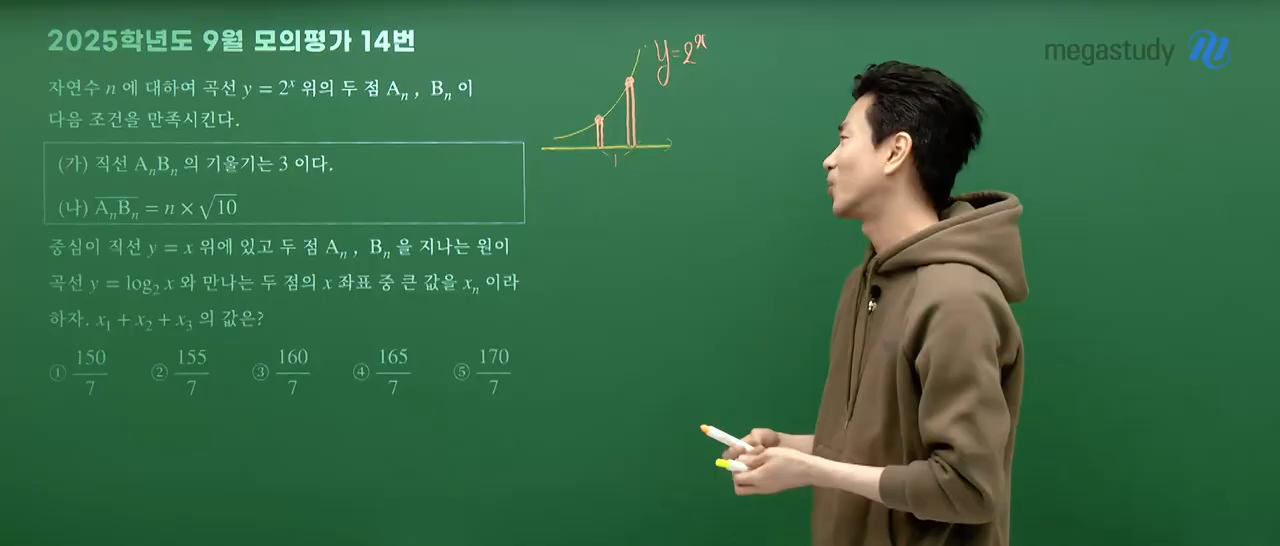 2025학년도 9월 모의평가 14번
자연수 n 에 대하여 곡선 y = 2^x 위의 두 점 A_n , B_n 이
다음 조건을 만족시킨다.
(가) 직선 A_nB_n 의 기울기는 3 이다.
(나) \overline{A_nB_n} = n × √10
중심이 직선 y = x 위에 있고 두 점 A_n , B_n 을 지나는 원이
곡선 y = log_2 x 와 만나는 두 점의 x 좌표 중 큰 값을 x_n 이라
하자. x_1 + x_2 + x_3 의 값은?
① 150/7 ② 155/7 ③ 160/7 ④ 165/7 ⑤ 170/7
y=2^x
1
megastudy